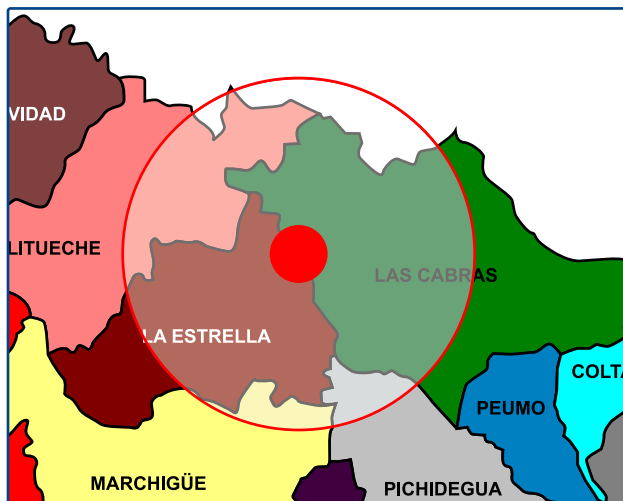 VIDAD
LITUECHE
LAS CABRAS
LA ESTRELLA
COLTA
PEUMO
MARCHIGÜE
PICHIDEGUA